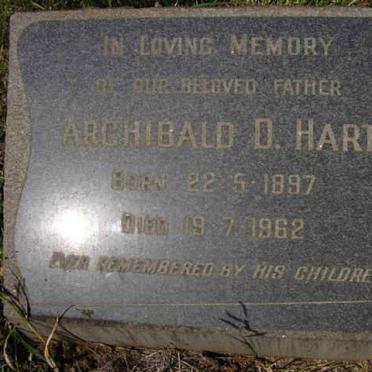 IN LOVING MEMORY
OF OUR BELOVED FATHER
ARCHIBALD D. HART
BORN 22-5-1897
DIED 19-7-1962
EVER REMEMBERED BY HIS CHILDREN